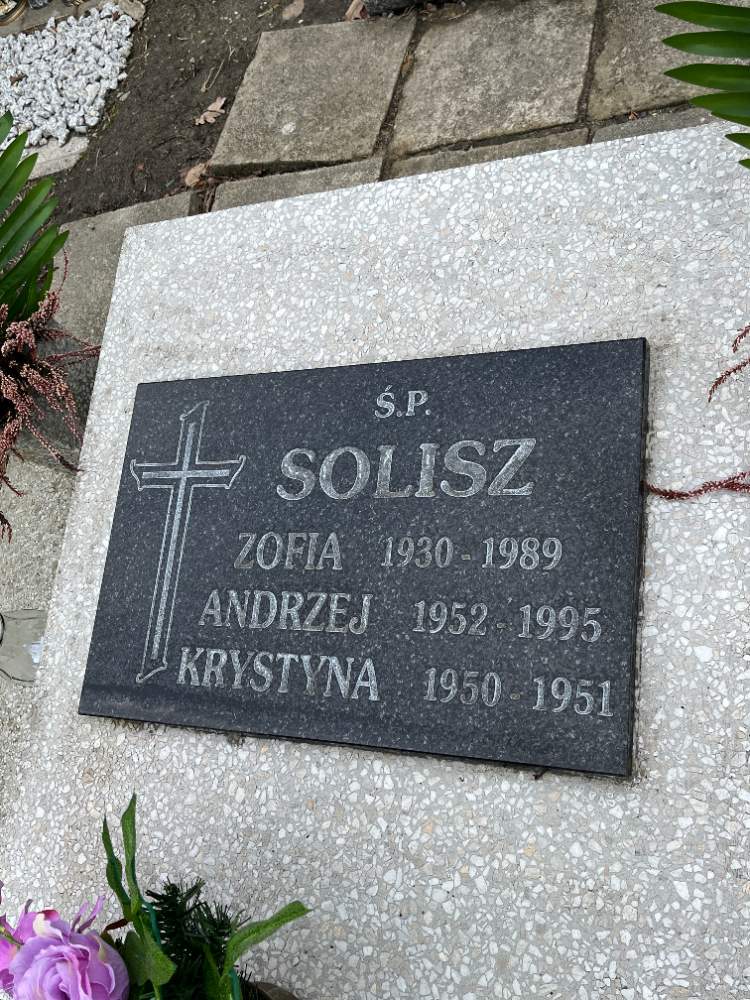 Ś.P.
SOLISZ
ZOFIA 1930 - 1989
ANDRZEJ 1952 - 1995
KRYSTYNA 1950 - 1951